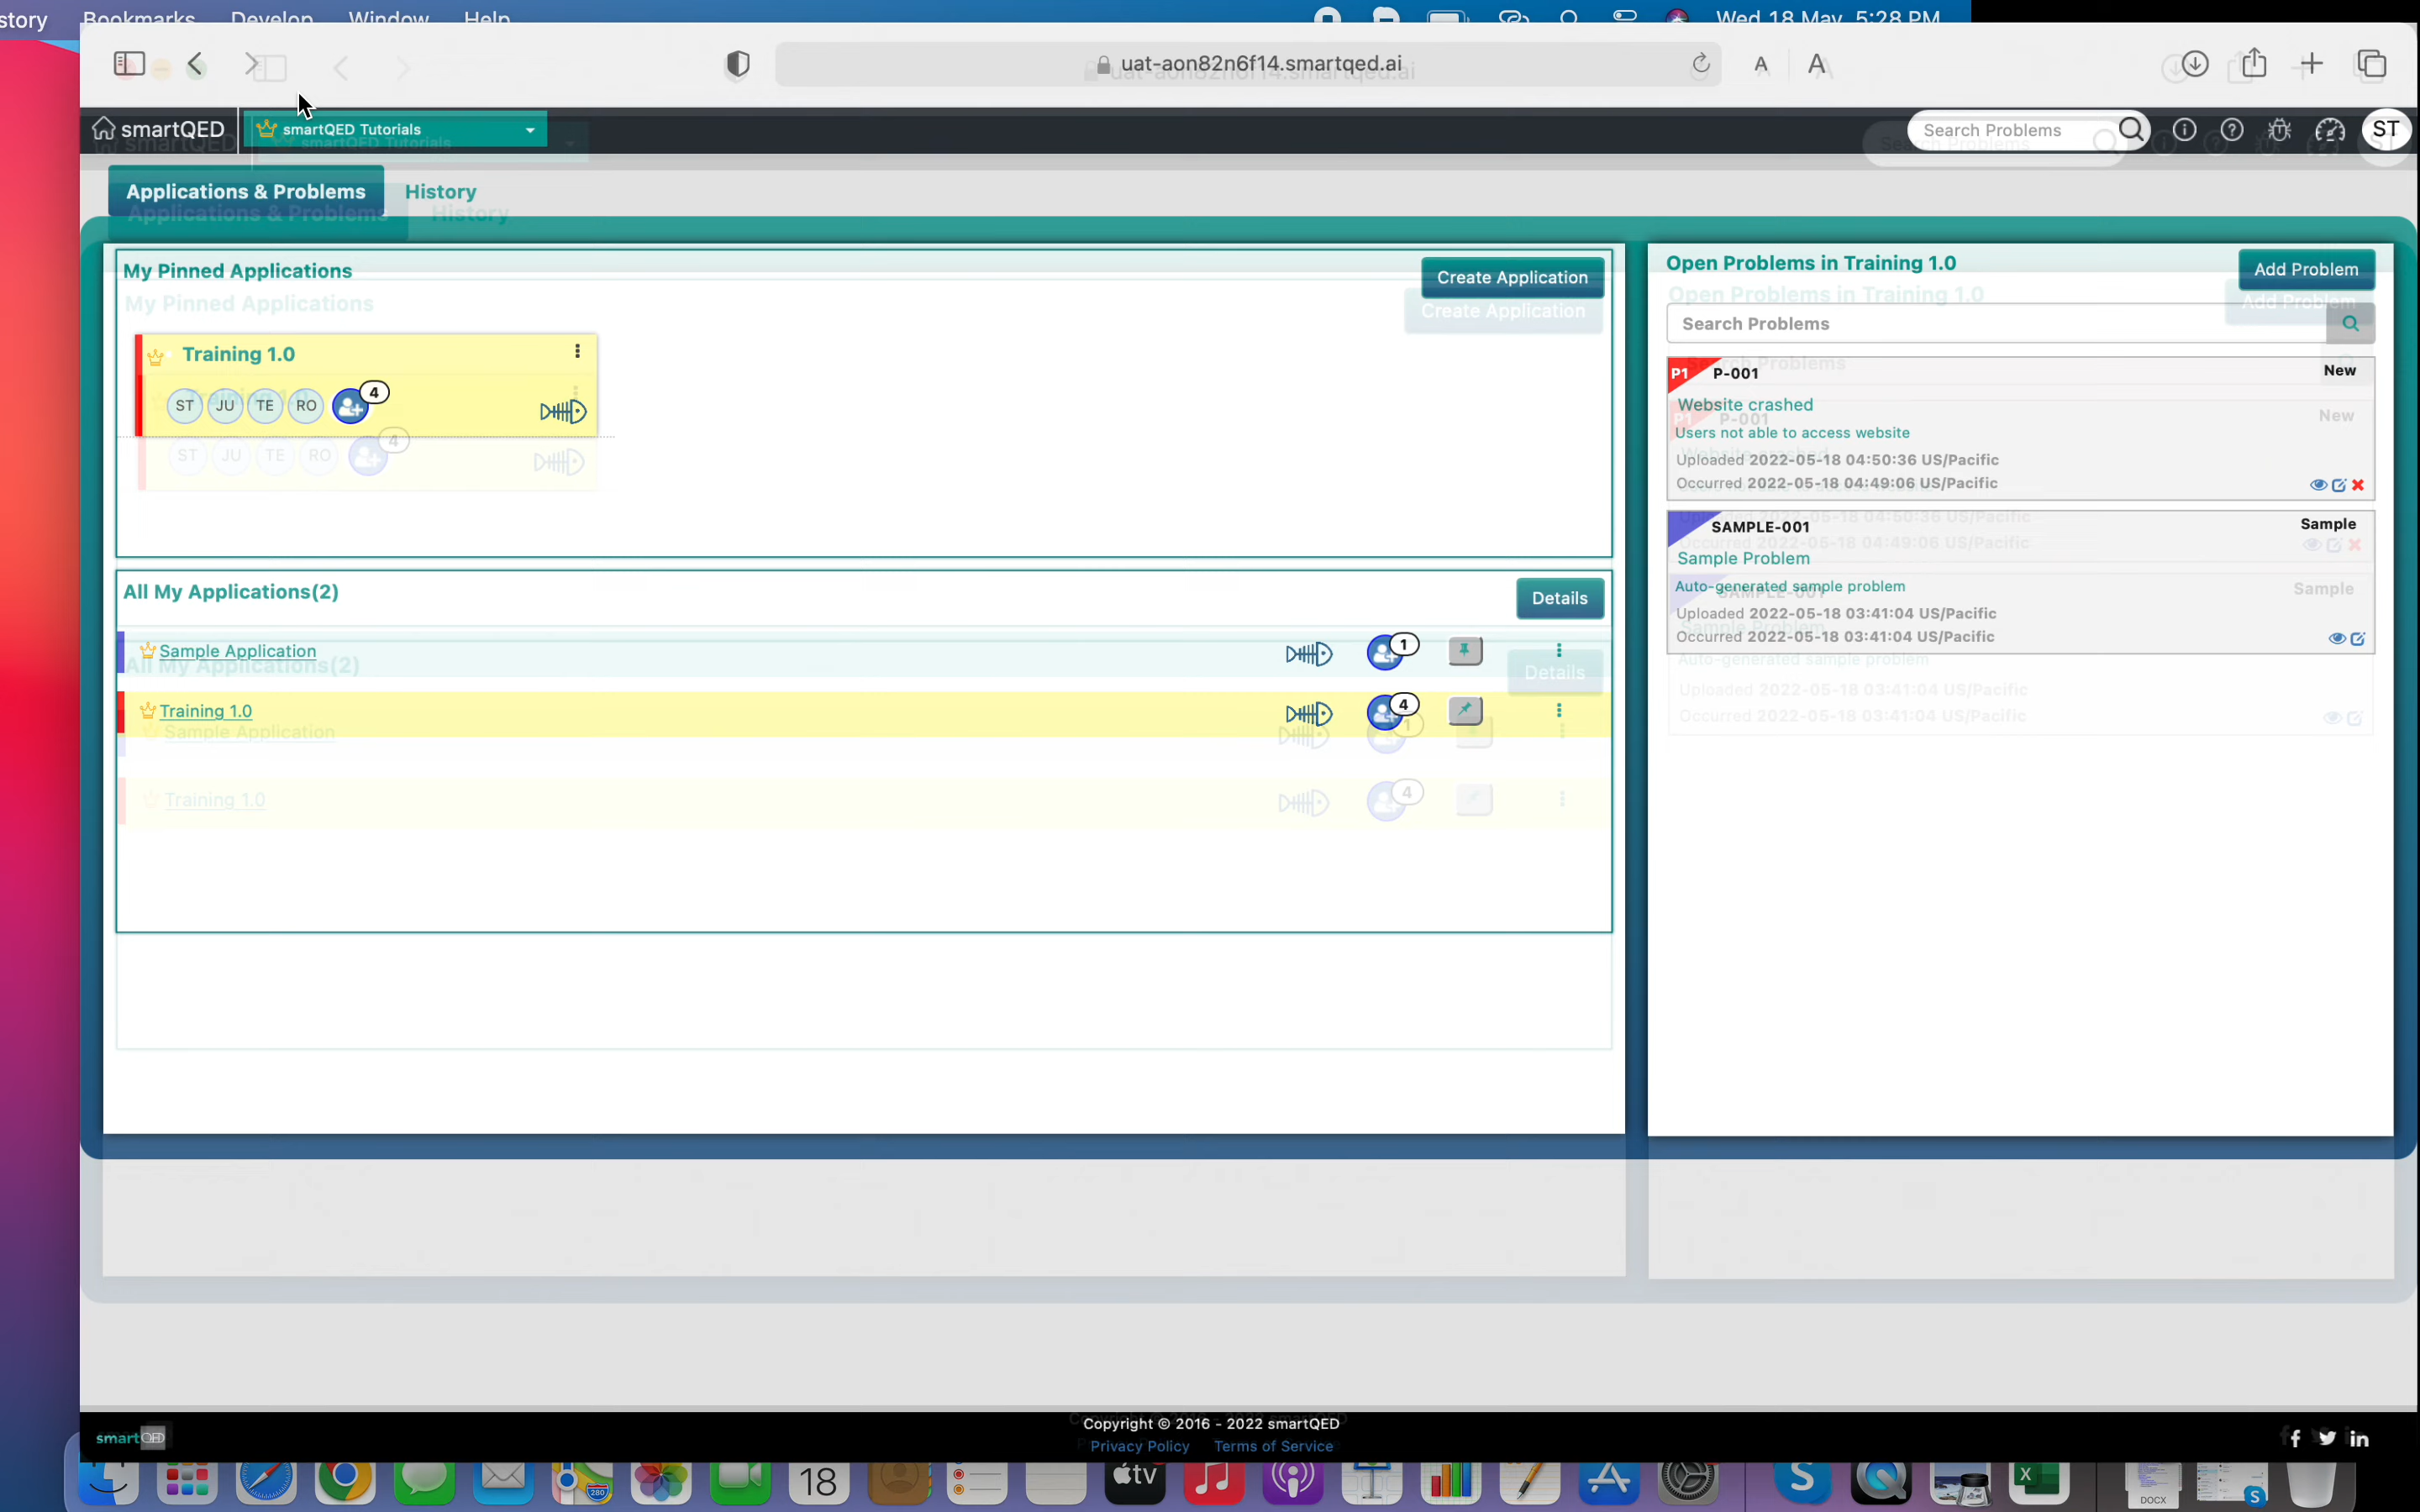 story Bookmarks Develop Window Help Wed 18 May 5:28 PM
uat-aon82n6f14.smartqed.ai A A
smartQED smartQED Tutorials Search Problems ST
Applications & Problems History
My Pinned Applications Create Application
Training 1.0
ST JU TE RO 4
All My Applications(2) Details
Sample Application 1
Training 1.0 4
Open Problems in Training 1.0 Add Problem
Search Problems
P1 P-001 New
Website crashed
Users not able to access website
Uploaded 2022-05-18 04:50:36 US/Pacific
Occurred 2022-05-18 04:49:06 US/Pacific
SAMPLE-001 Sample
Sample Problem
Auto-generated sample problem
Uploaded 2022-05-18 03:41:04 US/Pacific
Occurred 2022-05-18 03:41:04 US/Pacific
smartQED Copyright © 2016 - 2022 smartQED
Privacy Policy Terms of Service
18 tv 280 DOCX